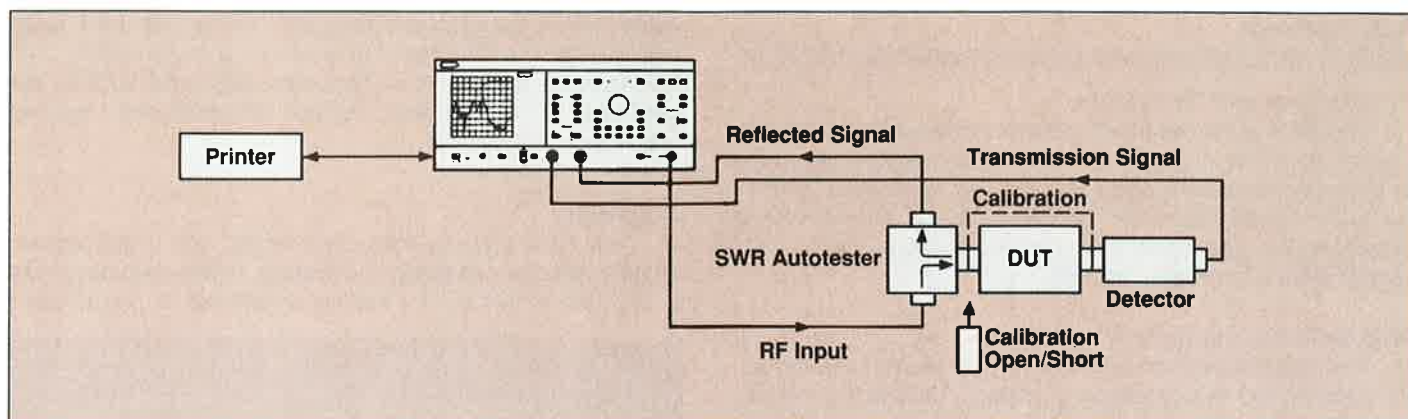 Printer
Reflected Signal
Transmission Signal
Calibration
SWR Autotester
DUT
Detector
RF Input
Calibration
Open/Short